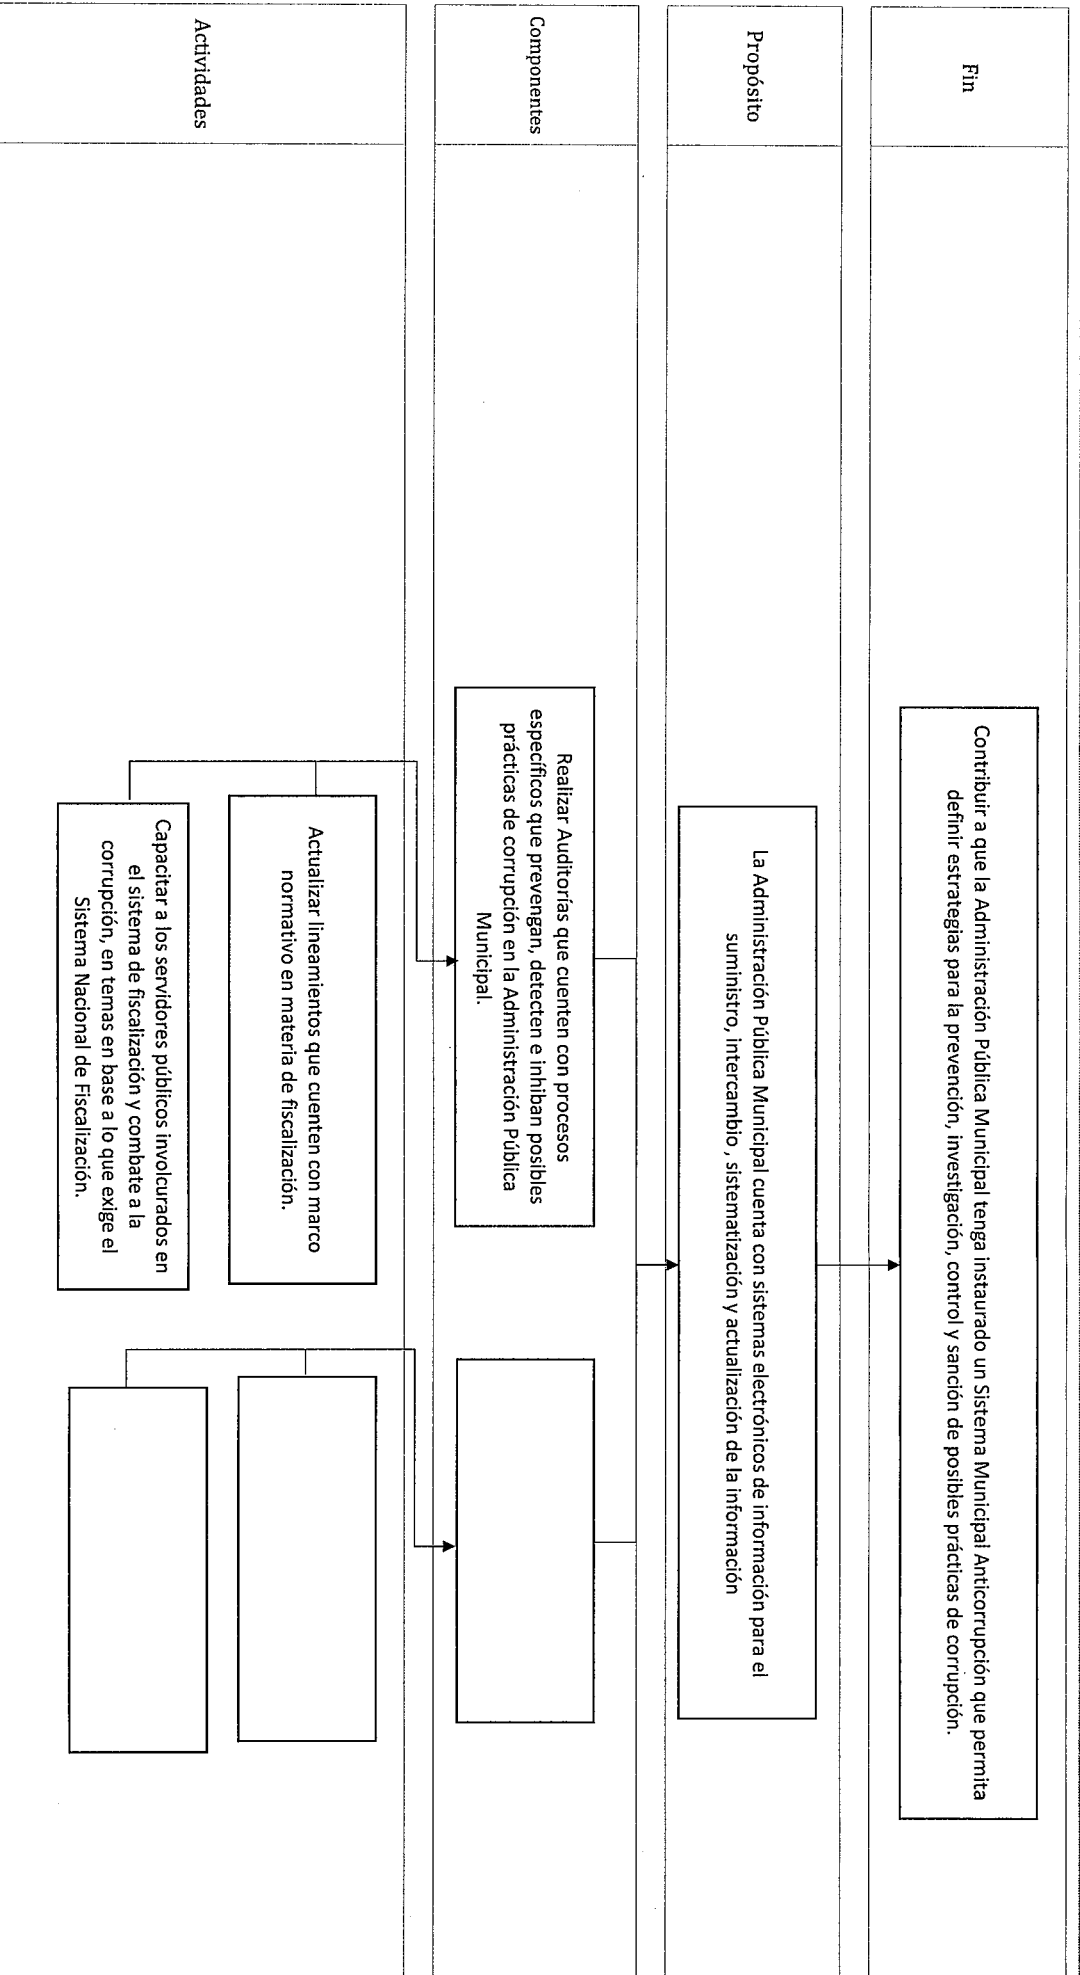 Fin
Contribuir a que la Administración Pública Municipal tenga instaurado un Sistema Municipal Anticorrupción que permita
definir estrategias para la prevención, investigación, control y sanción de posibles prácticas de corrupción.
Propósito
La Administración Pública Municipal cuenta con sistemas electrónicos de información para el
suministro, intercambio , sistematización y actualización de la información
Componentes
Realizar Auditorías que cuenten con procesos
específicos que prevengan, detecten e inhiban posibles
prácticas de corrupción en la Administración Pública
Municipal.
Actividades
Actualizar lineamientos que cuenten con marco
normativo en materia de fiscalización.
Capacitar a los servidores públicos involcurados en
el sistema de fiscalización y combate a la
corrupción, en temas en base a lo que exige el
Sistema Nacional de Fiscalización.